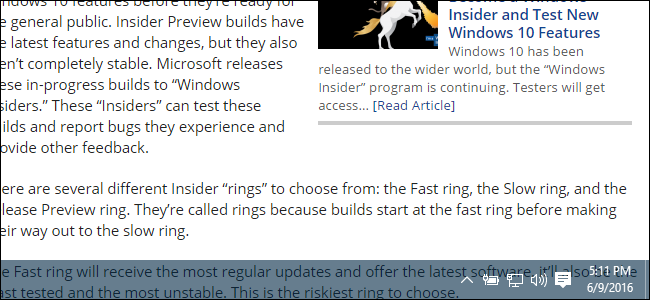 ndows 10 features before they're ready for
e general public. Insider Preview builds have
e latest features and changes, but they also
en't completely stable. Microsoft releases
ese in-progress builds to “Windows
siders.” These “Insiders” can test these
ilds and report bugs they experience and
ovide other feedback.
Insider and Test New
Windows 10 Features
Windows 10 has been
released to the wider world, but the “Windows
Insider” program is continuing. Testers will get
access... [Read Article]
ere are several different Insider “rings” to choose from: the Fast ring, the Slow ring, and the
lease Preview ring. They’re called rings because builds start at the fast ring before making
eir way out to the slow ring.
e Fast ring will receive the most regular updates and offer the latest software, it’ll also be the
ast tested and the most unstable. This is the riskiest ring to choose.
5:11 PM
6/9/2016